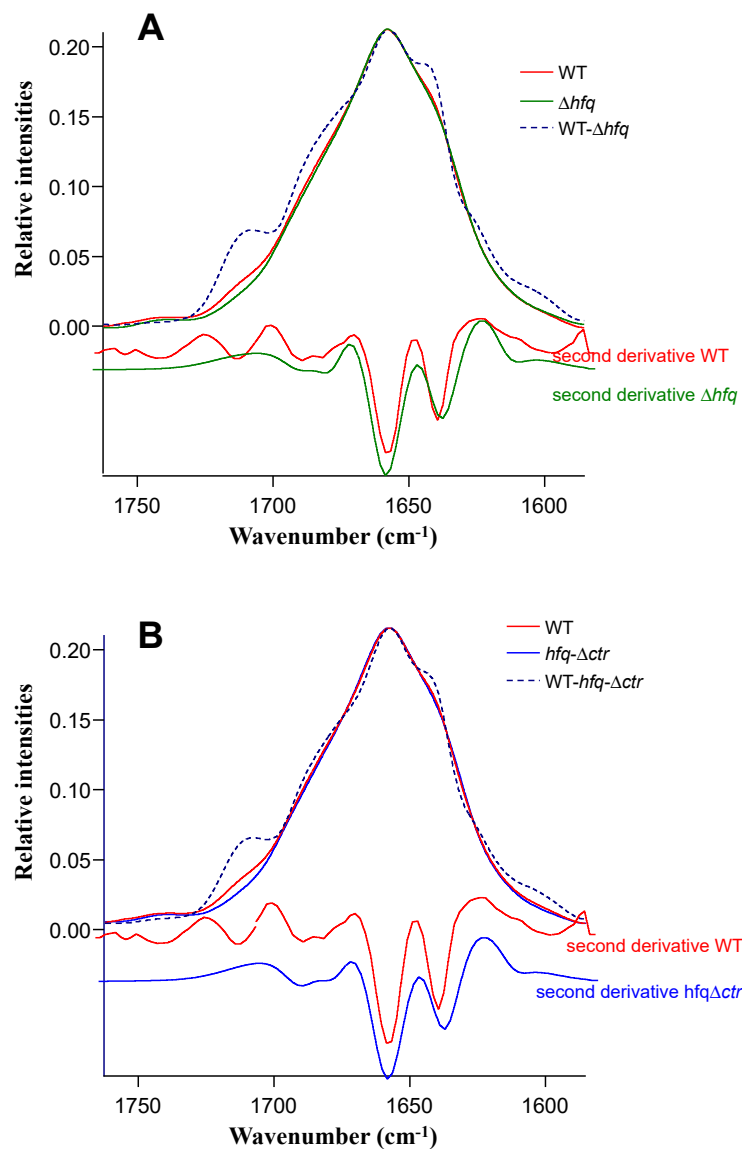 A
0.20
0.15
0.10
0.05
0.00
Relative intensities
WT
Δhfq
WT-Δhfq
second derivative WT
second derivative Δhfq
1750
1700
1650
1600
Wavenumber (cm⁻¹)
B
0.20
0.15
0.10
0.05
0.00
Relative intensities
WT
hfq-Δctr
WT-hfq-Δctr
second derivative WT
second derivative hfqΔctr
1750
1700
1650
1600
Wavenumber (cm⁻¹)